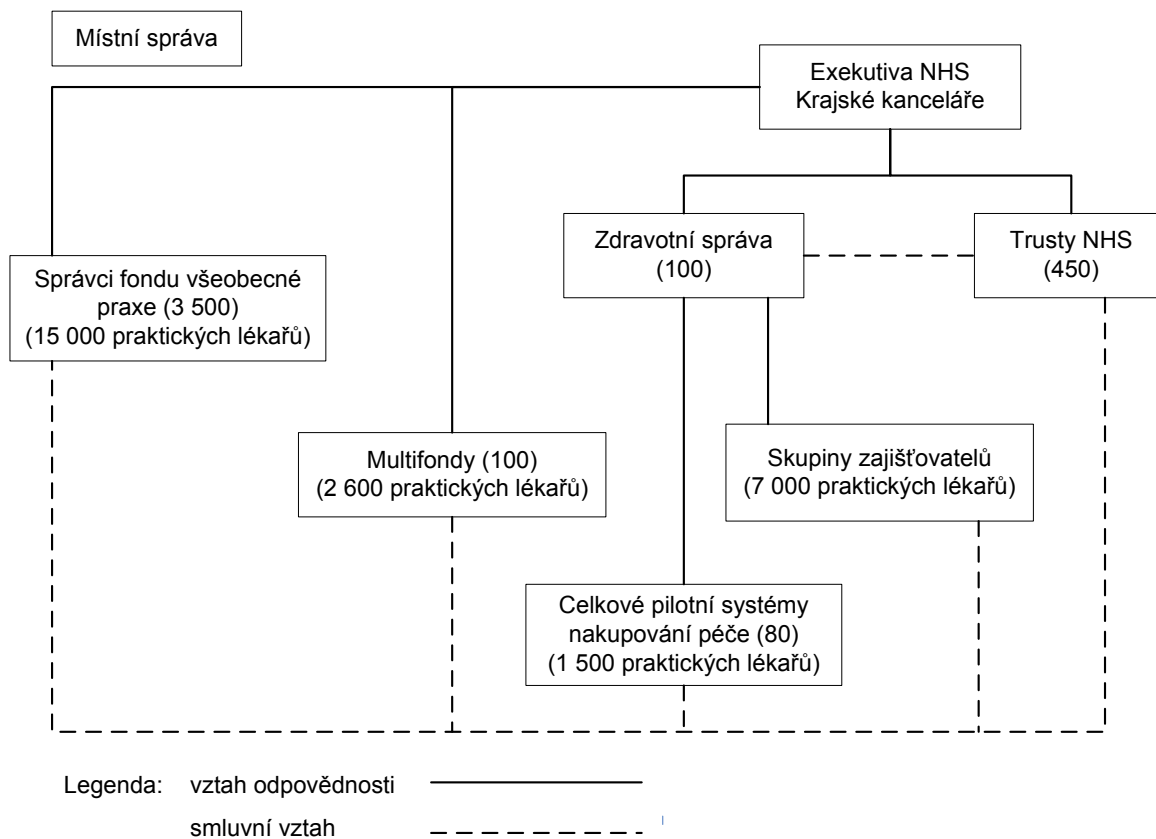 Místní správa
Exekutiva NHS
Krajské kanceláře
Zdravotní správa
(100)
Trusty NHS
(450)
Správci fondu všeobecné
praxe (3 500)
(15 000 praktických lékařů)
Multifondy (100)
(2 600 praktických lékařů)
Skupiny zajišťovatelů
(7 000 praktických lékařů)
Celkové pilotní systémy
nakupování péče (80)
(1 500 praktických lékařů)
Legenda: vztah odpovědnosti
smluvní vztah